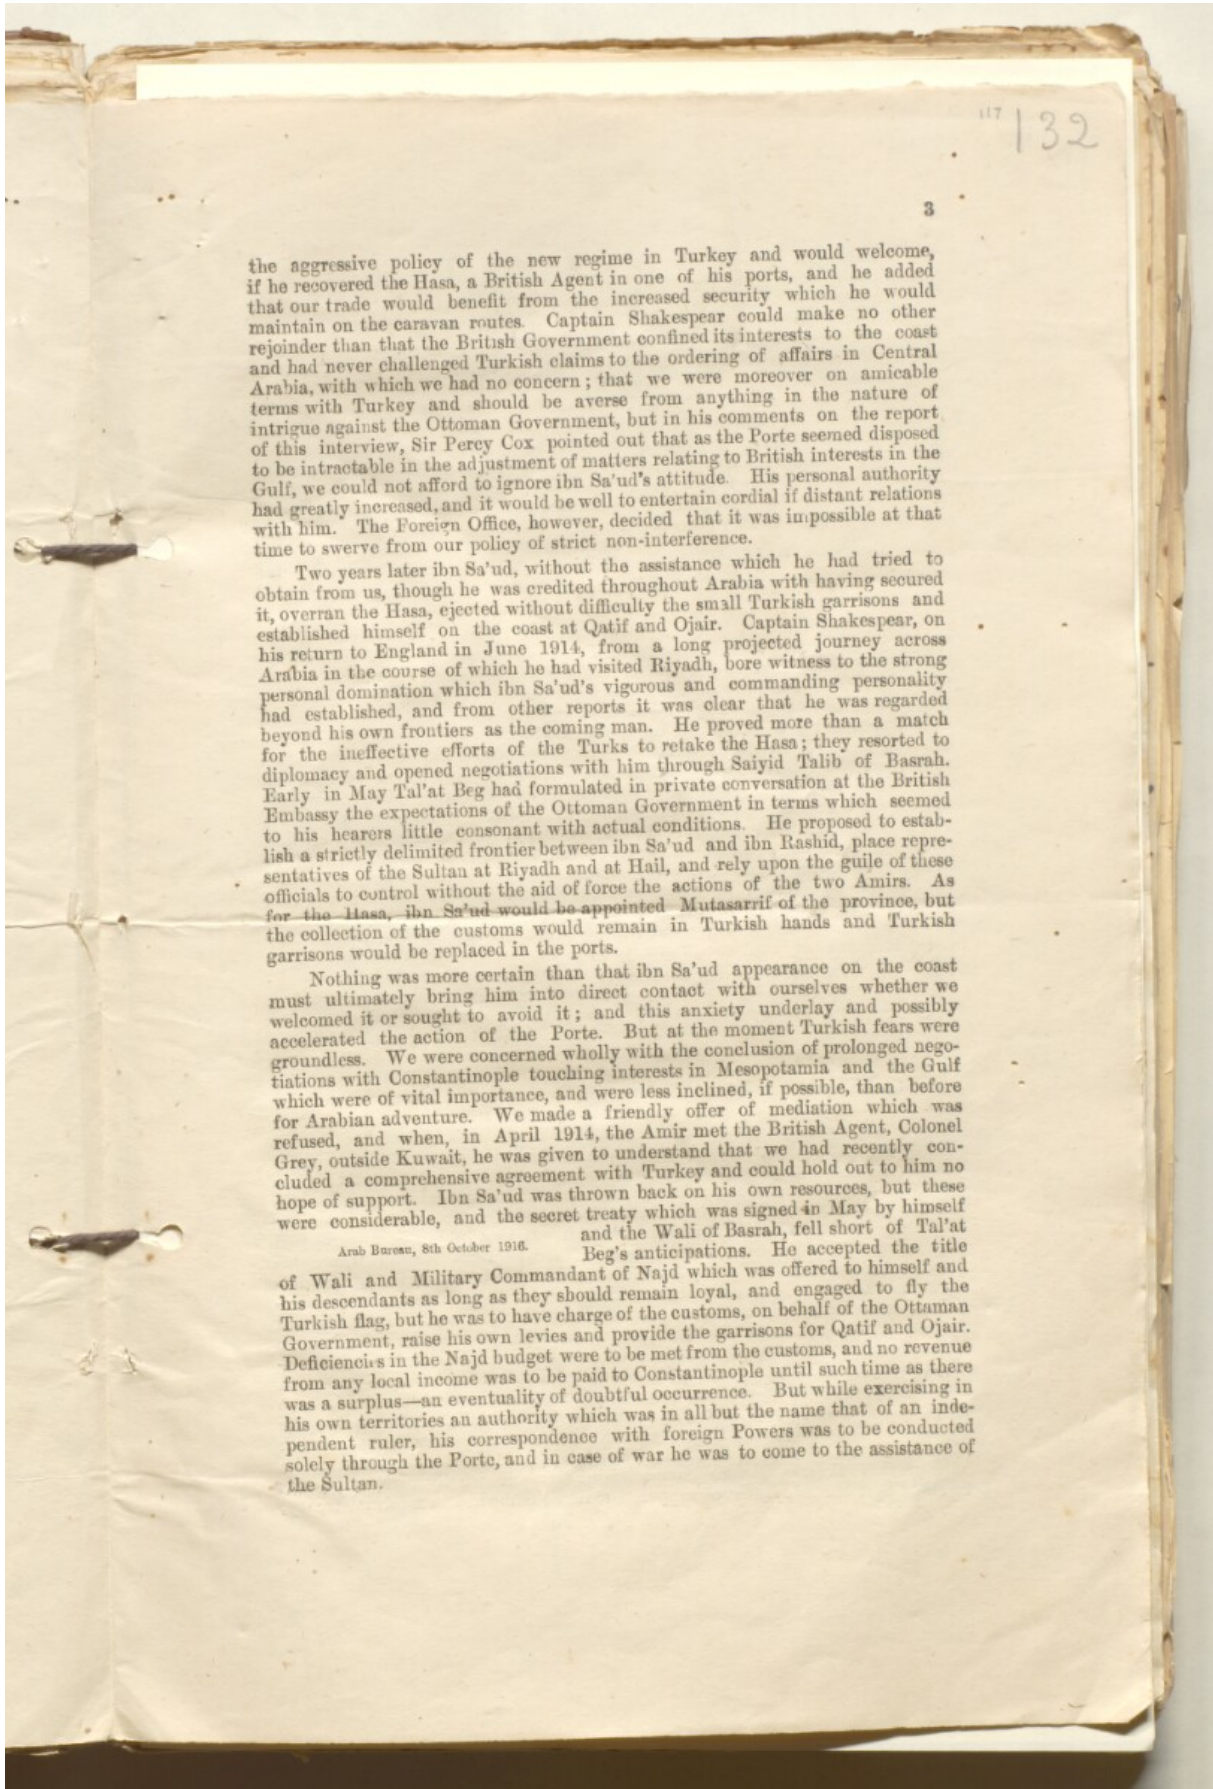 117
132
3
the aggressive policy of the new regime in Turkey and would welcome,
if he recovered the Hasa, a British Agent in one of his ports, and he added
that our trade would benefit from the increased security which he would
maintain on the caravan routes. Captain Shakespear could make no other
rejoinder than that the British Government confined its interests to the coast
and had never challenged Turkish claims to the ordering of affairs in Central
Arabia, with which we had no concern; that we were moreover on amicable
terms with Turkey and should be averse from anything in the nature of
intrigue against the Ottoman Government, but in his comments on the report
of this interview, Sir Percy Cox pointed out that as the Porte seemed disposed
to be intractable in the adjustment of matters relating to British interests in the
Gulf, we could not afford to ignore ibn Sa'ud's attitude. His personal authority
had greatly increased, and it would be well to entertain cordial if distant relations
with him. The Foreign Office, however, decided that it was impossible at that
time to swerve from our policy of strict non-interference.
Two years later ibn Sa'ud, without the assistance which he had tried to
obtain from us, though he was credited throughout Arabia with having secured
it, overran the Hasa, ejected without difficulty the small Turkish garrisons and
established himself on the coast at Qatif and Ojair. Captain Shakespear, on
his return to England in June 1914, from a long projected journey across
Arabia in the course of which he had visited Riyadh, bore witness to the strong
personal domination which ibn Sa'ud's vigorous and commanding personality
had established, and from other reports it was clear that he was regarded
beyond his own frontiers as the coming man. He proved more than a match
for the ineffective efforts of the Turks to retake the Hasa; they resorted to
diplomacy and opened negotiations with him through Saiyid Talib of Basrah.
Early in May Tal'at Beg had formulated in private conversation at the British
Embassy the expectations of the Ottoman Government in terms which seemed
to his hearers little consonant with actual conditions. He proposed to estab-
lish a strictly delimited frontier between ibn Sa'ud and ibn Rashid, place repre-
sentatives of the Sultan at Riyadh and at Hail, and rely upon the guile of these
officials to control without the aid of force the actions of the two Amirs. As
for the Hasa, ibn Sa'ud would be appointed Mutasarrif of the province, but
the collection of the customs would remain in Turkish hands and Turkish
garrisons would be replaced in the ports.
Nothing was more certain than that ibn Sa'ud appearance on the coast
must ultimately bring him into direct contact with ourselves whether we
welcomed it or sought to avoid it; and this anxiety underlay and possibly
accelerated the action of the Porte. But at the moment Turkish fears were
groundless. We were concerned wholly with the conclusion of prolonged nego-
tiations with Constantinople touching interests in Mesopotamia and the Gulf
which were of vital importance, and were less inclined, if possible, than before
for Arabian adventure. We made a friendly offer of mediation which was
refused, and when, in April 1914, the Amir met the British Agent, Colonel
Grey, outside Kuwait, he was given to understand that we had recently con-
cluded a comprehensive agreement with Turkey and could hold out to him no
hope of support. Ibn Sa'ud was thrown back on his own resources, but these
were considerable, and the secret treaty which was signed in May by himself
and the Wali of Basrah, fell short of Tal'at
Arab Bureau, 8th October 1916.
Beg's anticipations. He accepted the title
of Wali and Military Commandant of Najd which was offered to himself and
his descendants as long as they should remain loyal, and engaged to fly the
Turkish flag, but he was to have charge of the customs, on behalf of the Ottaman
Government, raise his own levies and provide the garrisons for Qatif and Ojair.
Deficiencies in the Najd budget were to be met from the customs, and no revenue
from any local income was to be paid to Constantinople until such time as there
was a surplus—an eventuality of doubtful occurrence. But while exercising in
his own territories an authority which was in all but the name that of an inde-
pendent ruler, his correspondence with foreign Powers was to be conducted
solely through the Porte, and in case of war he was to come to the assistance of
the Sultan.